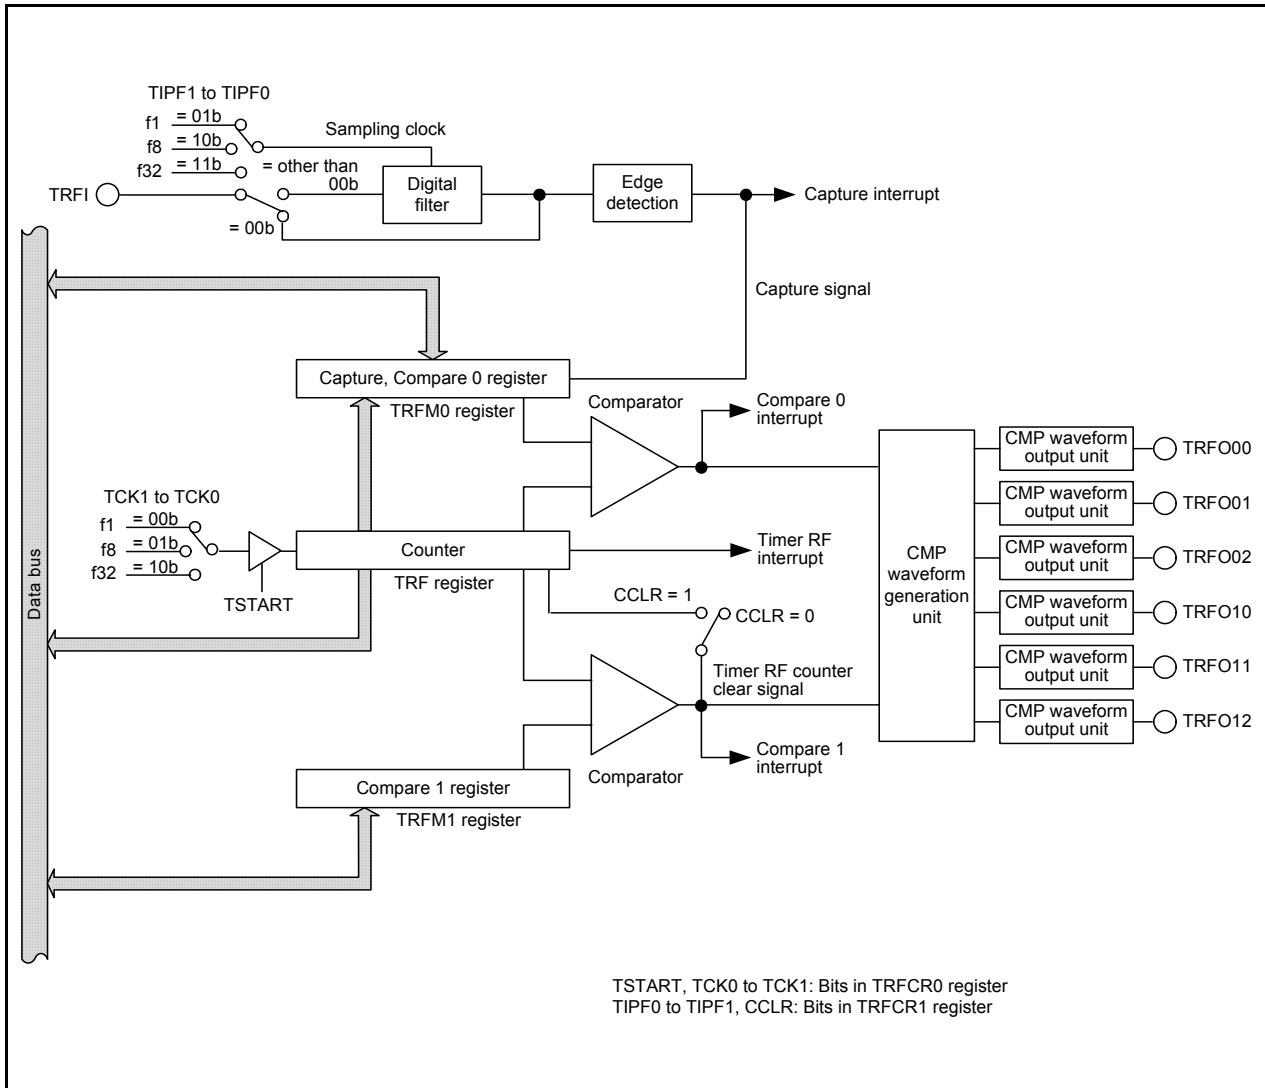 TIPF1 to TIPF0
f1
= 01b
f8
= 10b
f32
= 11b
Sampling clock
= other than
00b
TRFI
= 00b
Digital
filter
Edge
detection
Capture interrupt
Capture signal
Capture, Compare 0 register
TRFM0 register
Comparator
Compare 0
interrupt
TCK1 to TCK0
f1
= 00b
f8
= 01b
f32
= 10b
TSTART
Counter
TRF register
Timer RF
interrupt
CCLR = 1
CCLR = 0
Timer RF counter
clear signal
Compare 1
interrupt
Comparator
Compare 1 register
TRFM1 register
Data bus
CMP
waveform
generation
unit
CMP waveform
output unit
TRFO00
CMP waveform
output unit
TRFO01
CMP waveform
output unit
TRFO02
CMP waveform
output unit
TRFO10
CMP waveform
output unit
TRFO11
CMP waveform
output unit
TRFO12
TSTART, TCK0 to TCK1: Bits in TRFCR0 register
TIPF0 to TIPF1, CCLR: Bits in TRFCR1 register